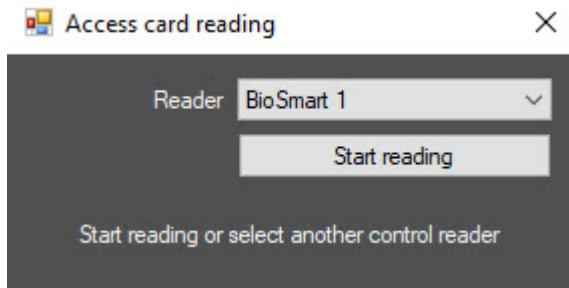 Access card reading
Reader BioSmart 1
Start reading
Start reading or select another control reader